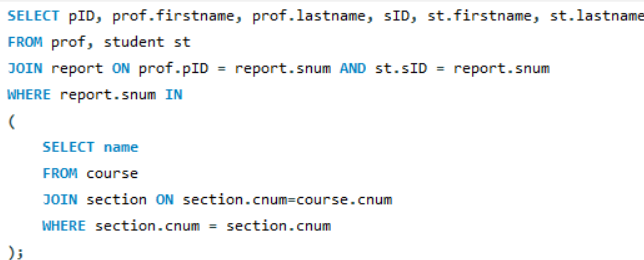 SELECT pID, prof.firstname, prof.lastname, sID, st.firstname, st.lastname
FROM prof, student st
JOIN report ON prof.pID = report.snum AND st.sID = report.snum
WHERE report.snum IN
(
SELECT name
FROM course
JOIN section ON section.cnum=course.cnum
WHERE section.cnum = section.cnum
);